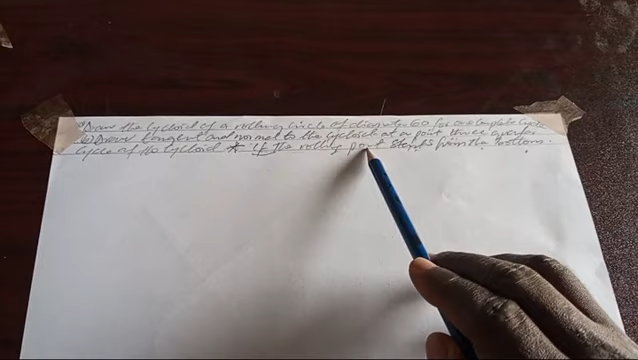 a) Draw the cycloid of a rolling circle of diameter 60 for one complete cycle
b) Draw tangent and normal to the cycloid at a point three quarter
cycle of the cycloid * if the rolling point starts from the bottom.